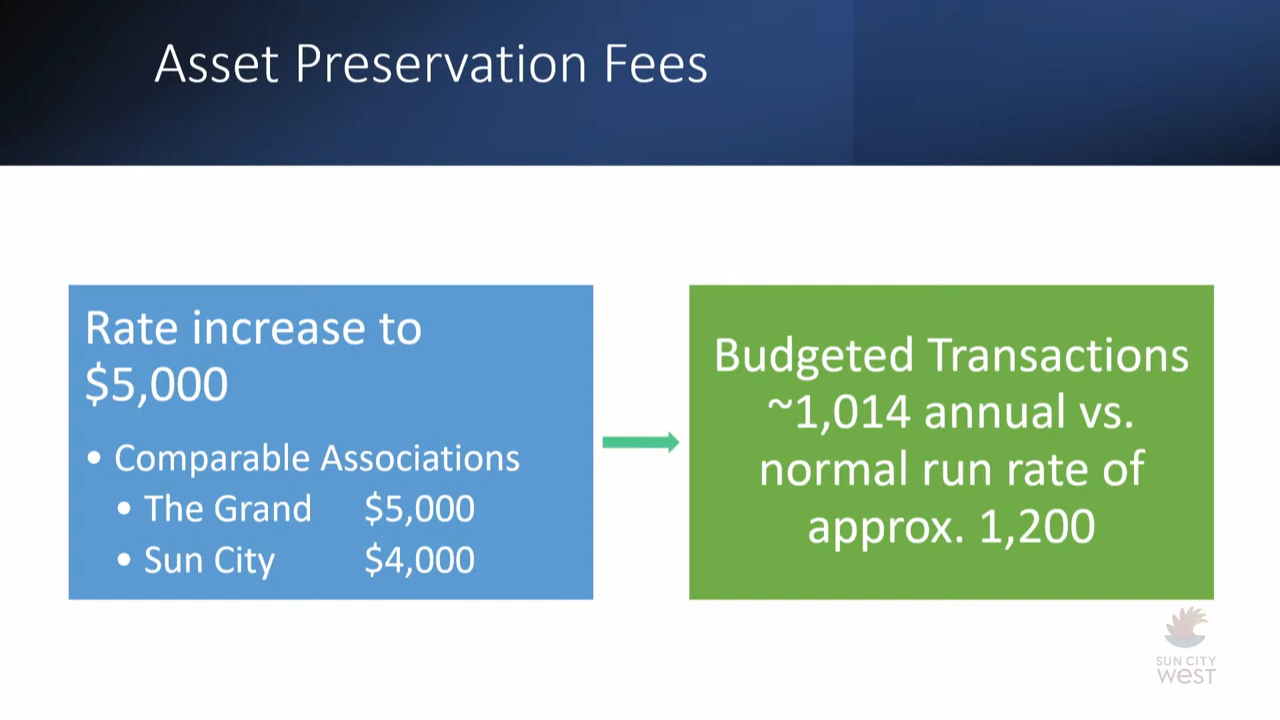 Asset Preservation Fees
Rate increase to
$5,000
• Comparable Associations
• The Grand $5,000
• Sun City $4,000
Budgeted Transactions
~1,014 annual vs.
normal run rate of
approx. 1,200
SUN CITY
west